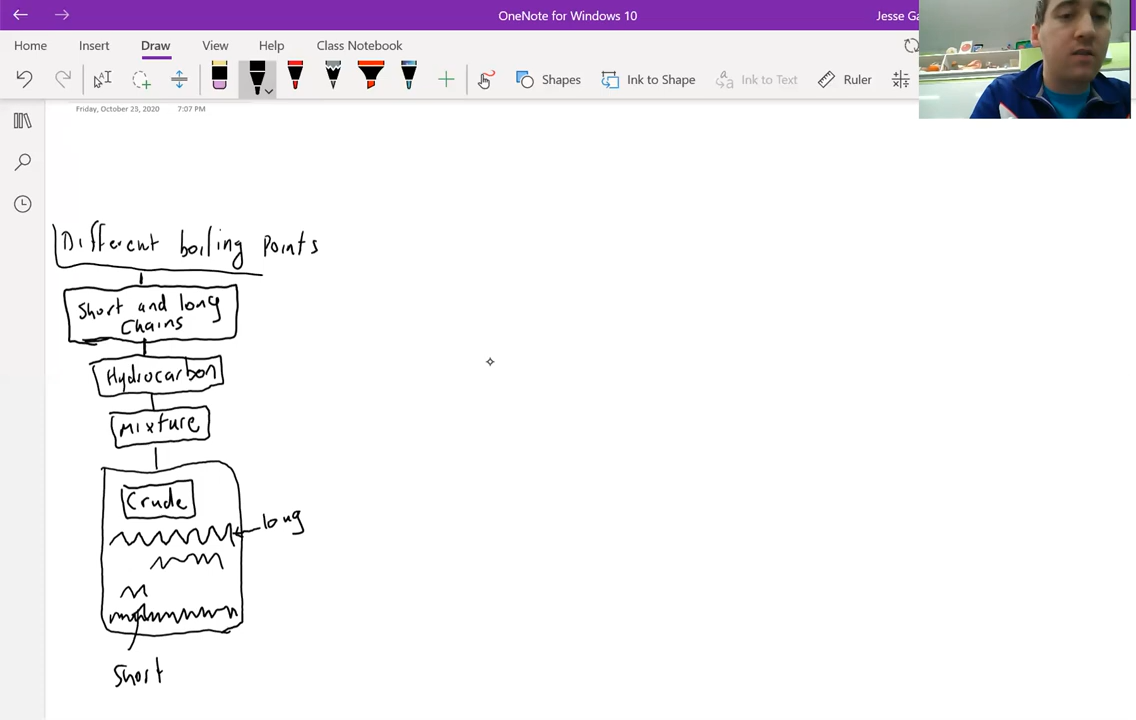 OneNote for Windows 10
Jesse Ga
Home Insert Draw View Help Class Notebook
Shapes Ink to Shape Ink to Text Ruler
Friday, October 23, 2020 7:07 PM
Different boiling Points
Short and long
Chains
Hydrocarbon
Mixture
Crude
long
Short